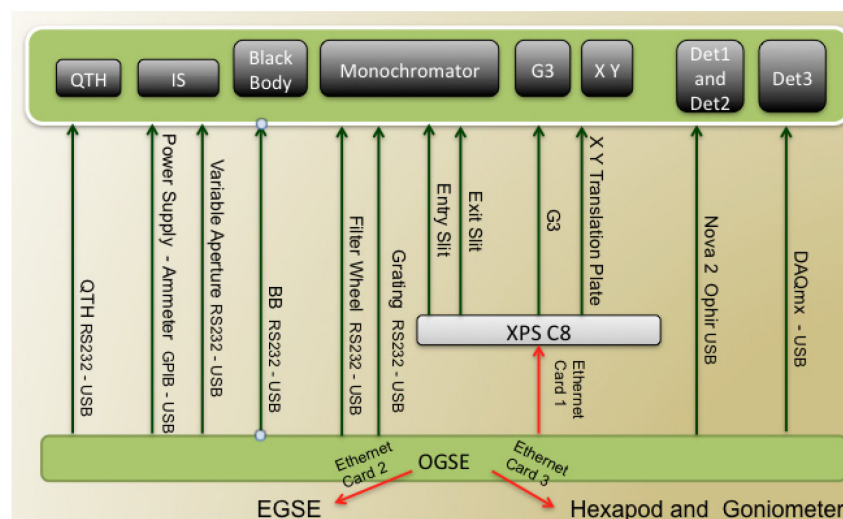 QTH
IS
Black
Body
Monochromator
G3
X Y
Det1
and
Det2
Det3
QTH RS232 - USB
Power Supply - Ammeter GPIB - USB
Variable Aperture RS232 - USB
BB RS232 - USB
Filter Wheel RS232 - USB
Grating RS232 - USB
Entry Slit
Exit Slit
G3
X Y Translation Plate
Nova 2 Ophir USB
DAQmx - USB
XPS C8
Ethernet
Card 1
Ethernet
Card 2
OGSE
Ethernet
Card 3
EGSE
Hexapod and Goniometer